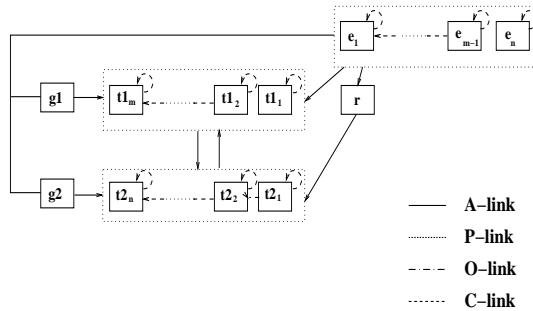 e₁ eₘ₋₁ eₙ
g1 t1ₘ t1₂ t1₁ r
g2 t2ₙ t2₂ t2₁
A–link
P–link
O–link
C–link